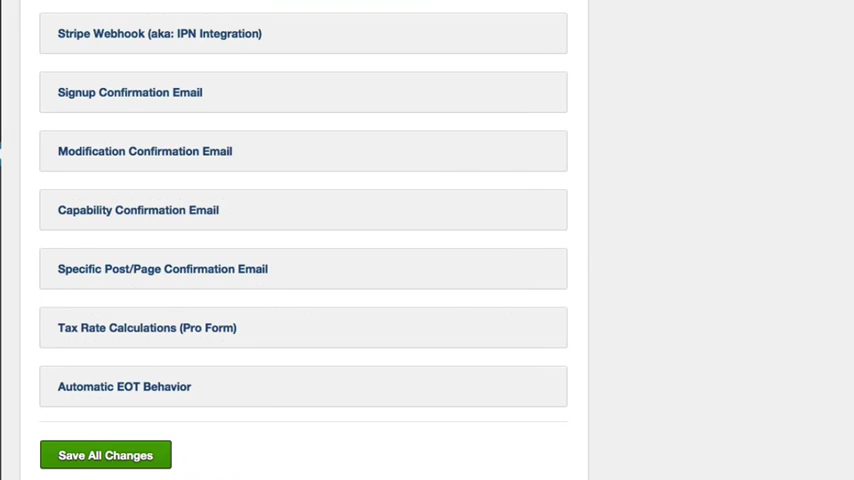 Stripe Webhook (aka: IPN Integration)
Signup Confirmation Email
Modification Confirmation Email
Capability Confirmation Email
Specific Post/Page Confirmation Email
Tax Rate Calculations (Pro Form)
Automatic EOT Behavior
Save All Changes